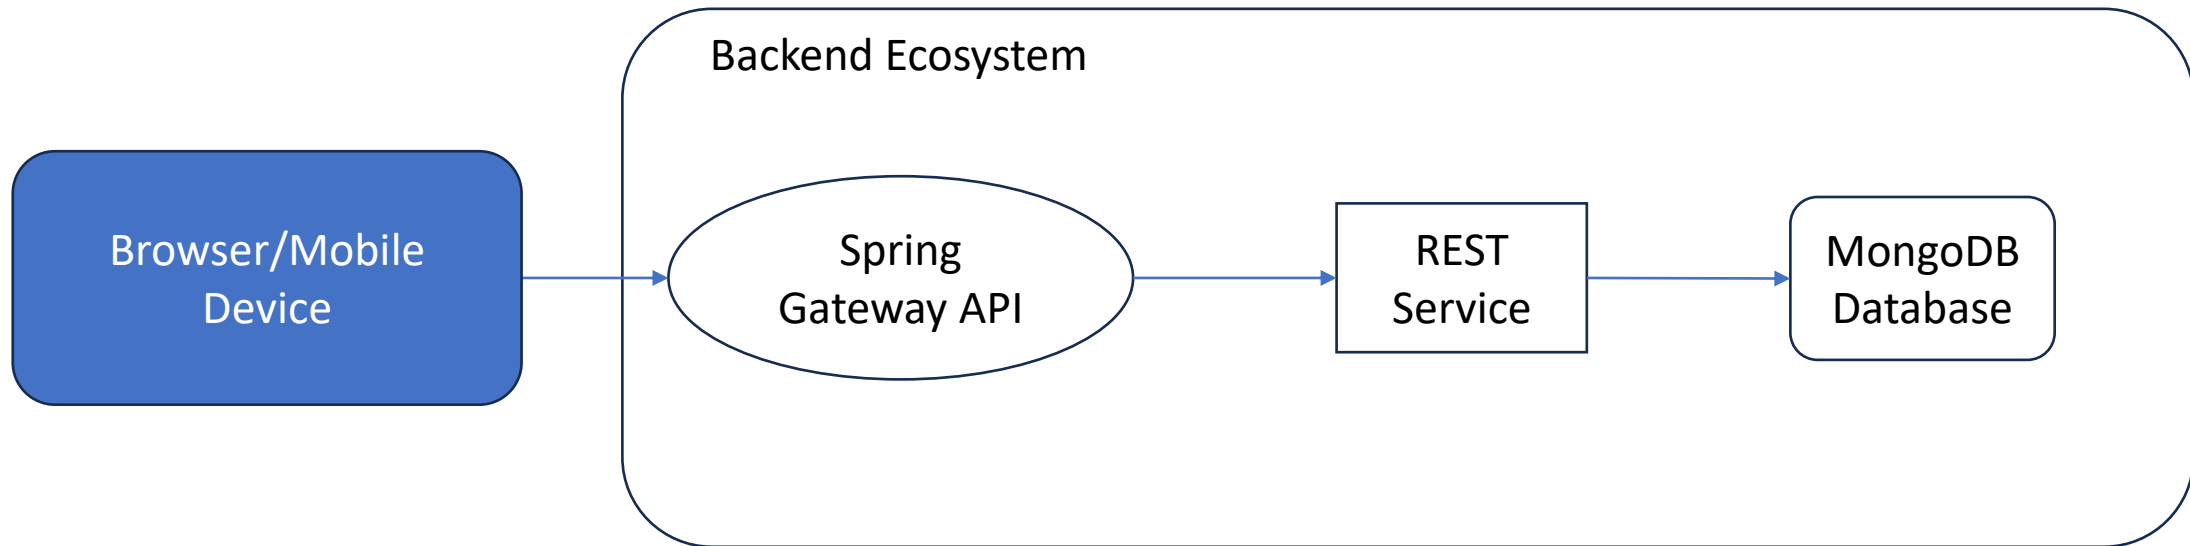 Backend Ecosystem
Browser/Mobile
Device
Spring
Gateway API
REST
Service
MongoDB
Database